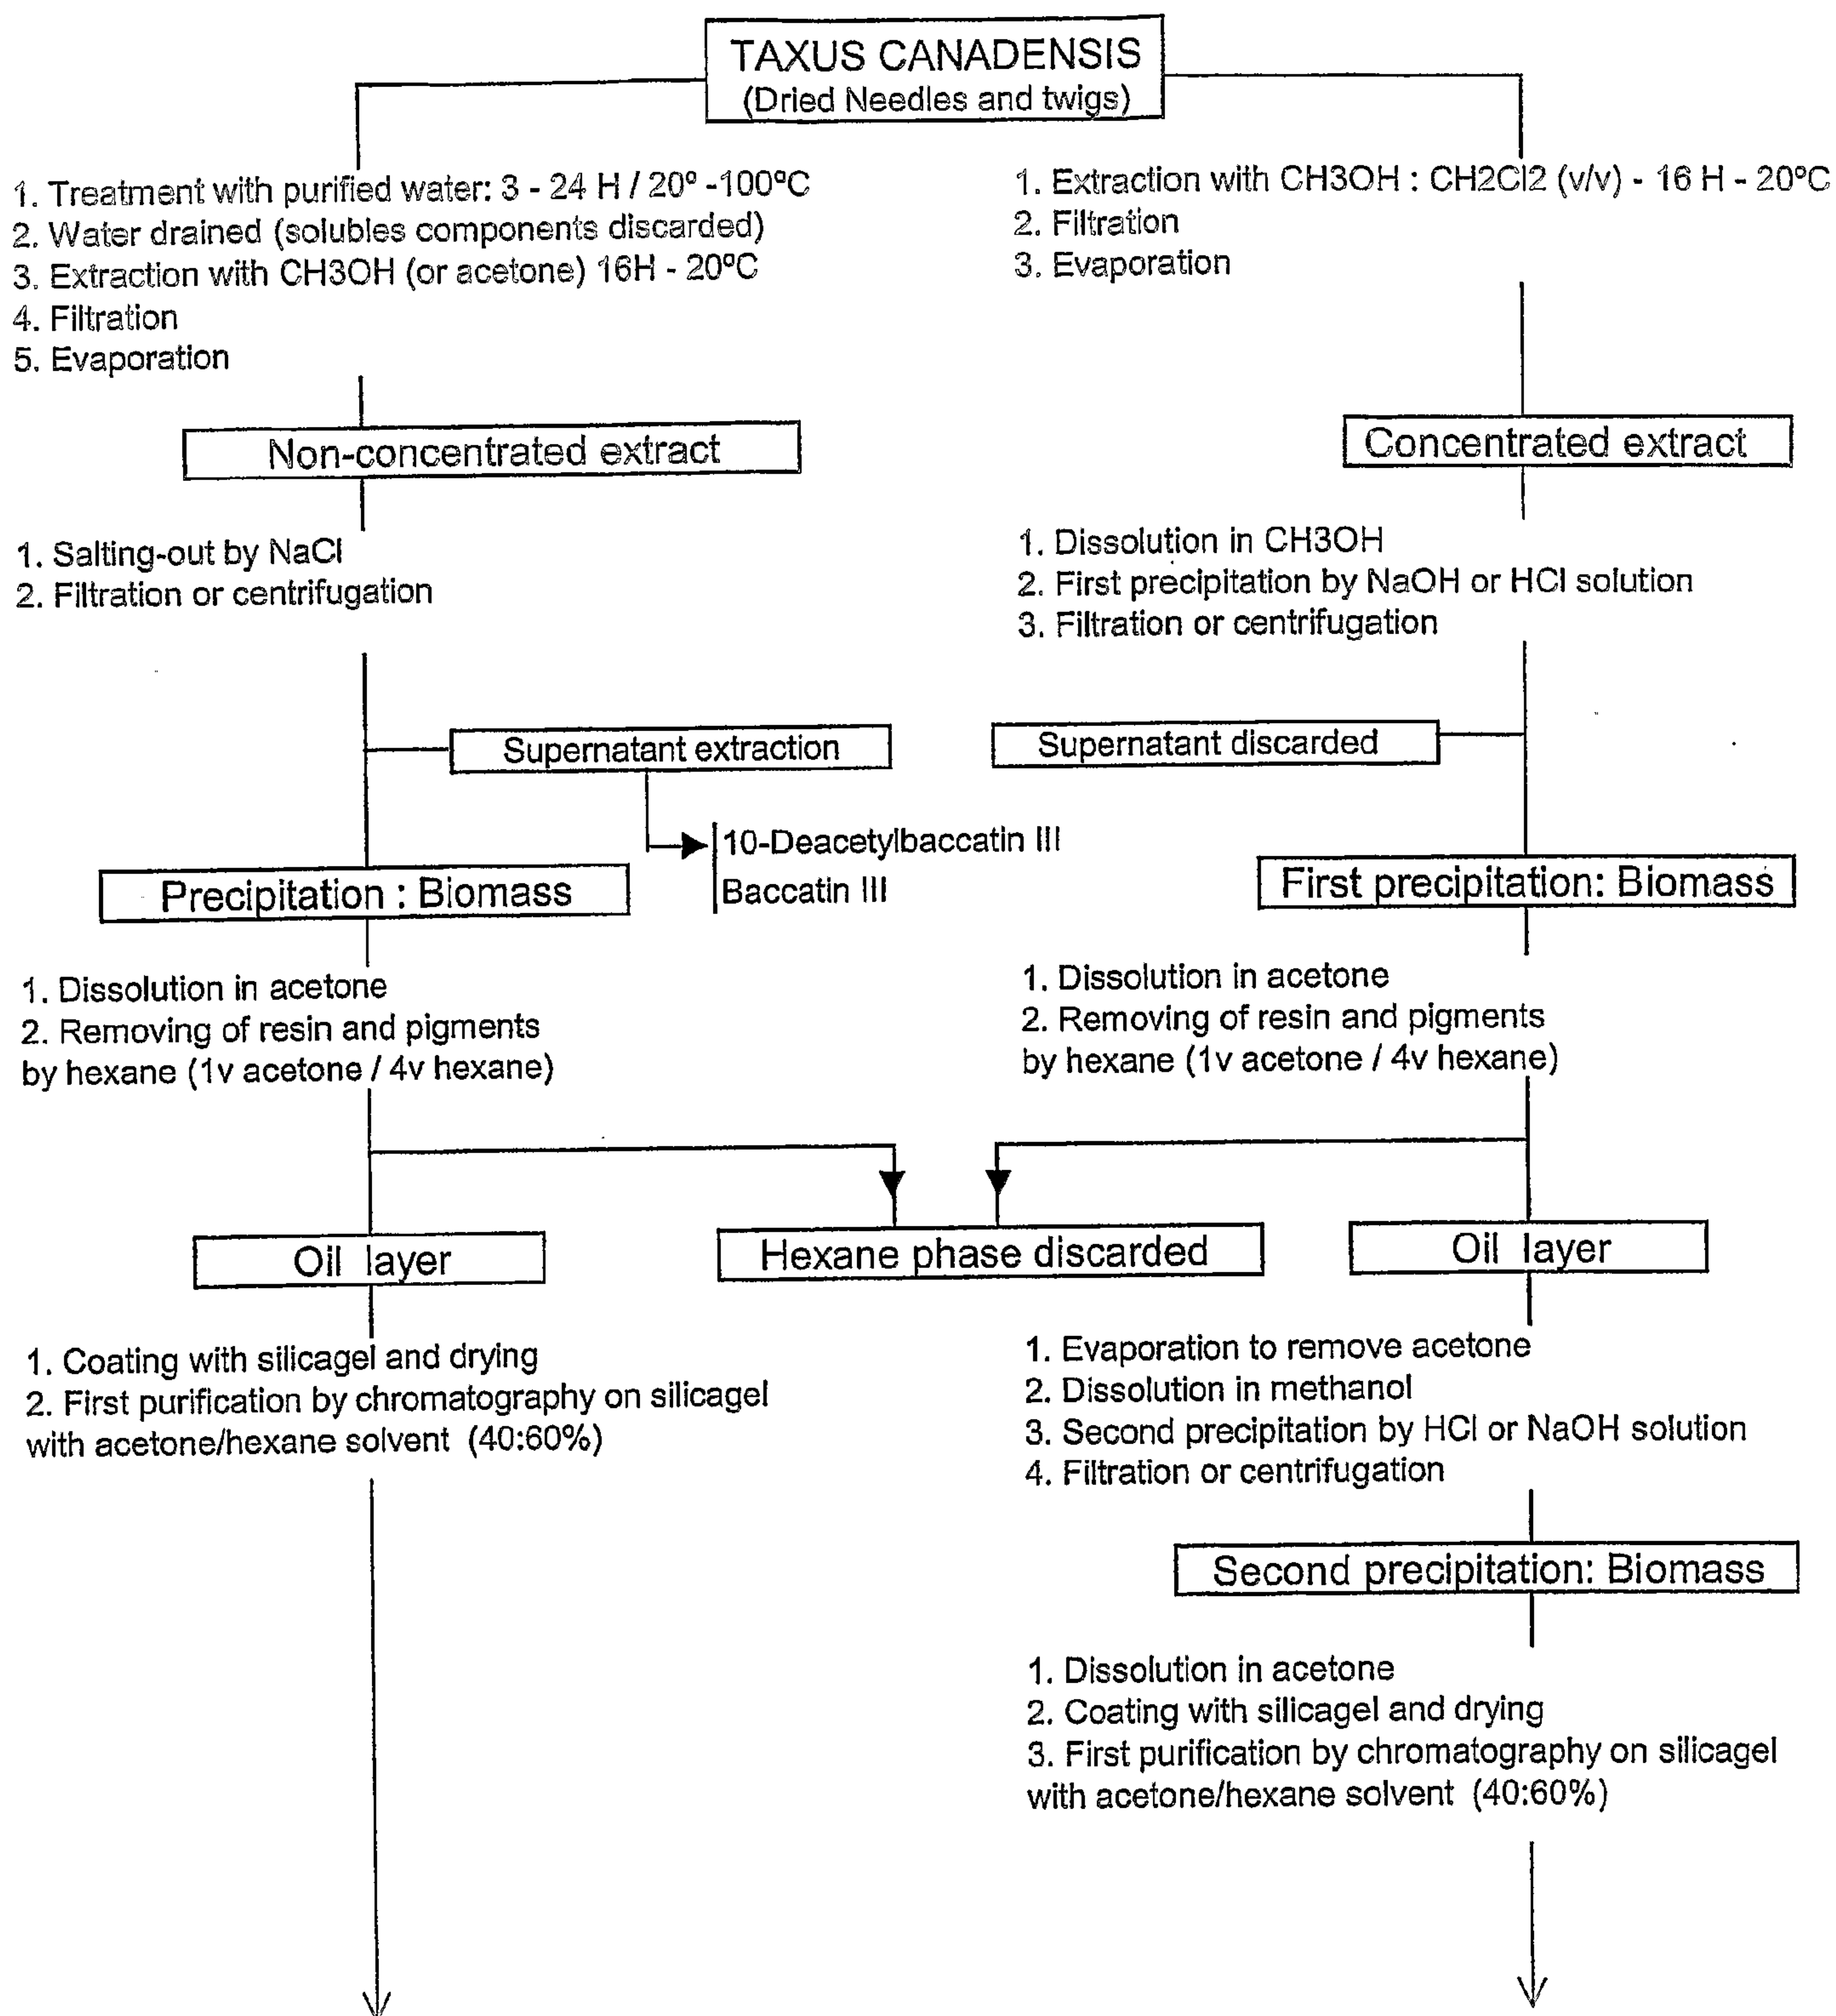 TAXUS CANADENSIS
(Dried Needles and twigs)
1. Treatment with purified water: 3 - 24 H / 20º -100ºC
2. Water drained (solubles components discarded)
3. Extraction with CH3OH (or acetone) 16H - 20ºC
4. Filtration
5. Evaporation
1. Extraction with CH3OH : CH2Cl2 (v/v) - 16 H - 20ºC
2. Filtration
3. Evaporation
Non-concentrated extract
Concentrated extract
1. Salting-out by NaCl
2. Filtration or centrifugation
1. Dissolution in CH3OH
2. First precipitation by NaOH or HCl solution
3. Filtration or centrifugation
Supernatant extraction
Supernatant discarded
10-Deacetylbaccatin III
Baccatin III
Precipitation : Biomass
First precipitation: Biomass
1. Dissolution in acetone
2. Removing of resin and pigments
by hexane (1v acetone / 4v hexane)
1. Dissolution in acetone
2. Removing of resin and pigments
by hexane (1v acetone / 4v hexane)
Oil layer
Hexane phase discarded
Oil layer
1. Coating with silicagel and drying
2. First purification by chromatography on silicagel
with acetone/hexane solvent (40:60%)
1. Evaporation to remove acetone
2. Dissolution in methanol
3. Second precipitation by HCl or NaOH solution
4. Filtration or centrifugation
Second precipitation: Biomass
1. Dissolution in acetone
2. Coating with silicagel and drying
3. First purification by chromatography on silicagel
with acetone/hexane solvent (40:60%)